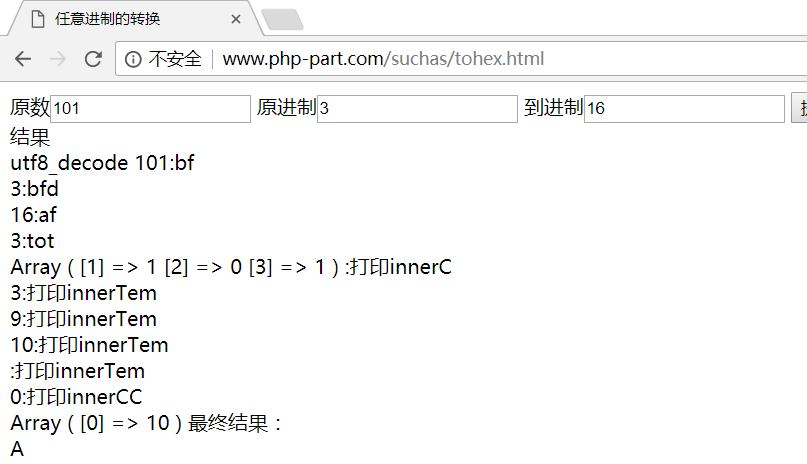 任意进制的转换
不安全 www.php-part.com/suchas/tohex.html
原数 101 原进制 3 到进制 16
结果
utf8_decode 101:bf
3:bfd
16:af
3:tot
Array ( [1] => 1 [2] => 0 [3] => 1 ) :打印innerC
3:打印innerTem
9:打印innerTem
10:打印innerTem
:打印innerTem
0:打印innerCC
Array ( [0] => 10 ) 最终结果：
A